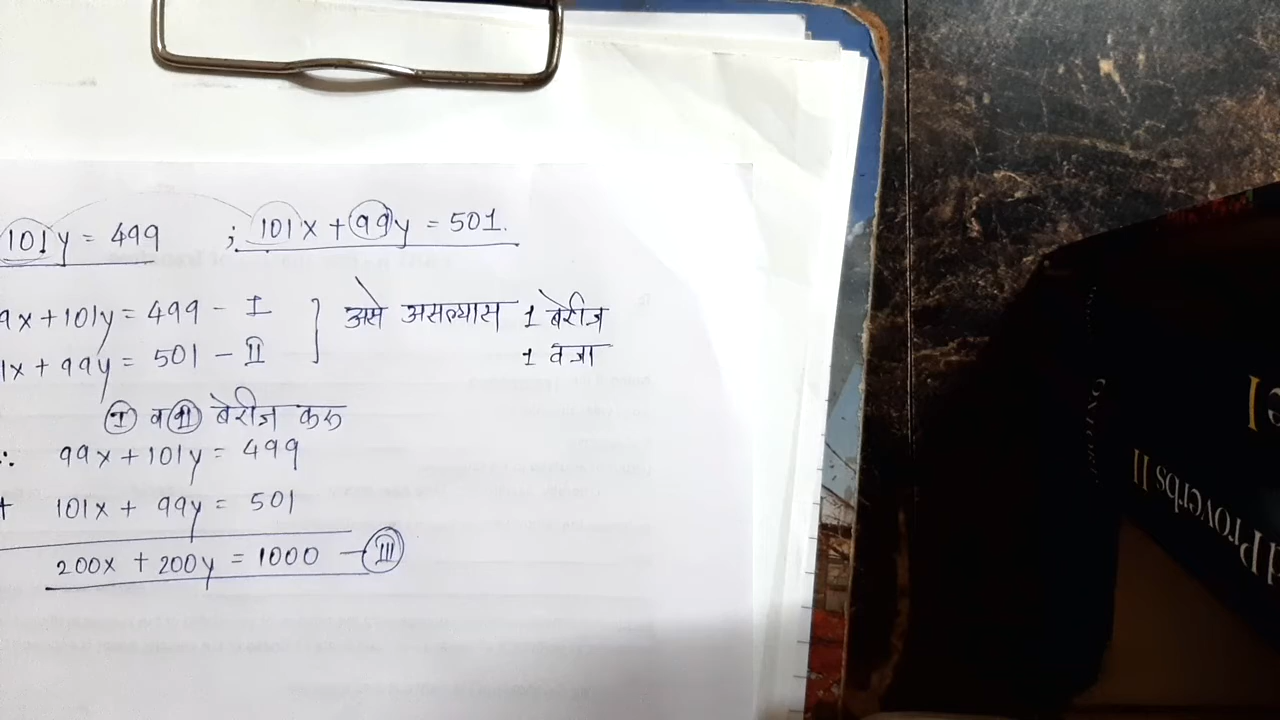 101y = 499 ; 101x + 99y = 501.
9x + 101y = 499 - I
1x + 99y = 501 - II
असे असल्यास 1 बेरीज
1 वजा
I व II बेरीज करू
∴ 99x + 101y = 499
+ 101x + 99y = 501
200x + 200y = 1000 - III
Proverbs II